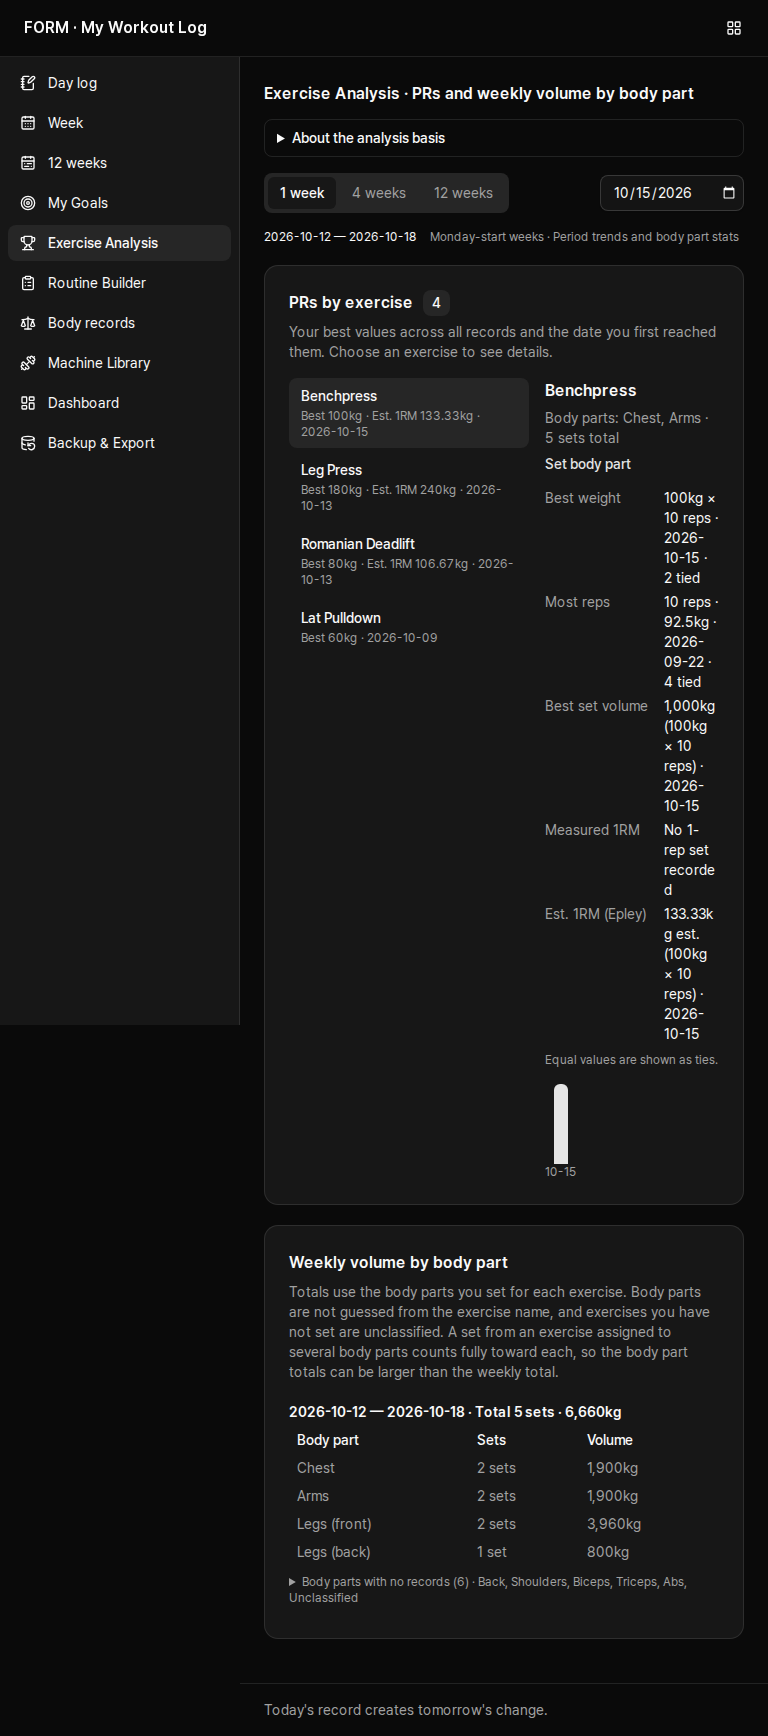 FORM · My Workout Log
Day log
Week
12 weeks
My Goals
Exercise Analysis
Routine Builder
Body records
Machine Library
Dashboard
Backup & Export
Exercise Analysis · PRs and weekly volume by body part
About the analysis basis
1 week
4 weeks
12 weeks
10/15/2026
2026-10-12 — 2026-10-18
Monday-start weeks · Period trends and body part stats
PRs by exercise
4
Your best values across all records and the date you first reached
them. Choose an exercise to see details.
Benchpress
Best 100kg · Est. 1RM 133.33kg ·
2026-10-15
Leg Press
Best 180kg · Est. 1RM 240kg · 2026-
10-13
Romanian Deadlift
Best 80kg · Est. 1RM 106.67kg · 2026-
10-13
Lat Pulldown
Best 60kg · 2026-10-09
Benchpress
Body parts: Chest, Arms ·
5 sets total
Set body part
Best weight
100kg ×
10 reps ·
2026-
10-15 ·
2 tied
Most reps
10 reps ·
92.5kg ·
2026-
09-22 ·
4 tied
Best set volume
1,000kg
(100kg
× 10
reps) ·
2026-
10-15
Measured 1RM
No 1-
rep set
recorde
d
Est. 1RM (Epley)
133.33k
g est.
(100kg
× 10
reps) ·
2026-
10-15
Equal values are shown as ties.
10-15
Weekly volume by body part
Totals use the body parts you set for each exercise. Body parts
are not guessed from the exercise name, and exercises you have
not set are unclassified. A set from an exercise assigned to
several body parts counts fully toward each, so the body part
totals can be larger than the weekly total.
2026-10-12 — 2026-10-18 · Total 5 sets · 6,660kg
Body part Sets Volume
Chest 2 sets 1,900kg
Arms 2 sets 1,900kg
Legs (front) 2 sets 3,960kg
Legs (back) 1 set 800kg
Body parts with no records (6) · Back, Shoulders, Biceps, Triceps, Abs,
Unclassified
Today's record creates tomorrow's change.